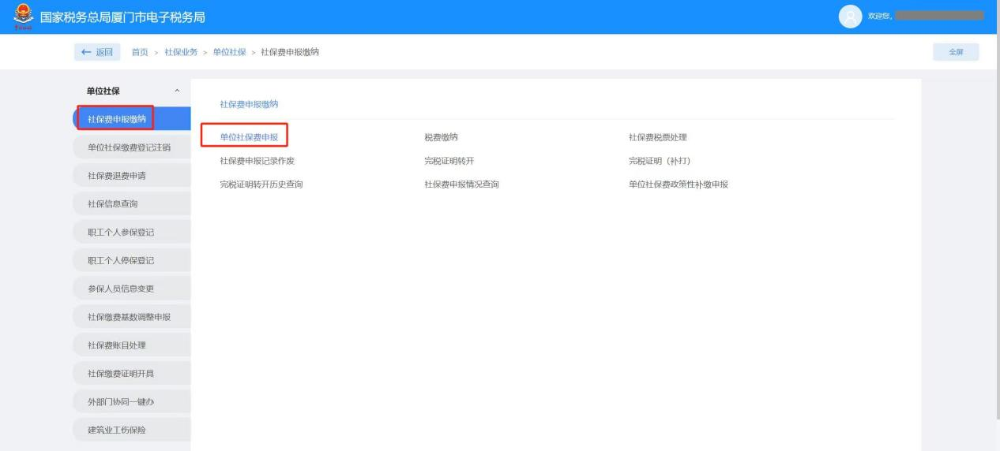 国家税务总局厦门市电子税务局
欢迎您,
← 返回 首页 > 社保业务 > 单位社保 > 社保费申报缴纳
全屏
单位社保
社保费申报缴纳
单位社保缴费登记注销
社保费退费申请
社保信息查询
职工个人参保登记
职工个人停保登记
参保人员信息变更
社保缴费基数调整申报
社保费账目处理
社保缴费证明开具
外部门协同一键办
建筑业工伤保险
社保费申报缴纳
单位社保费申报 税费缴纳 社保费税票处理
社保费申报记录作废 完税证明转开 完税证明（补打）
完税证明转开历史查询 社保费申报情况查询 单位社保费政策性补缴申报